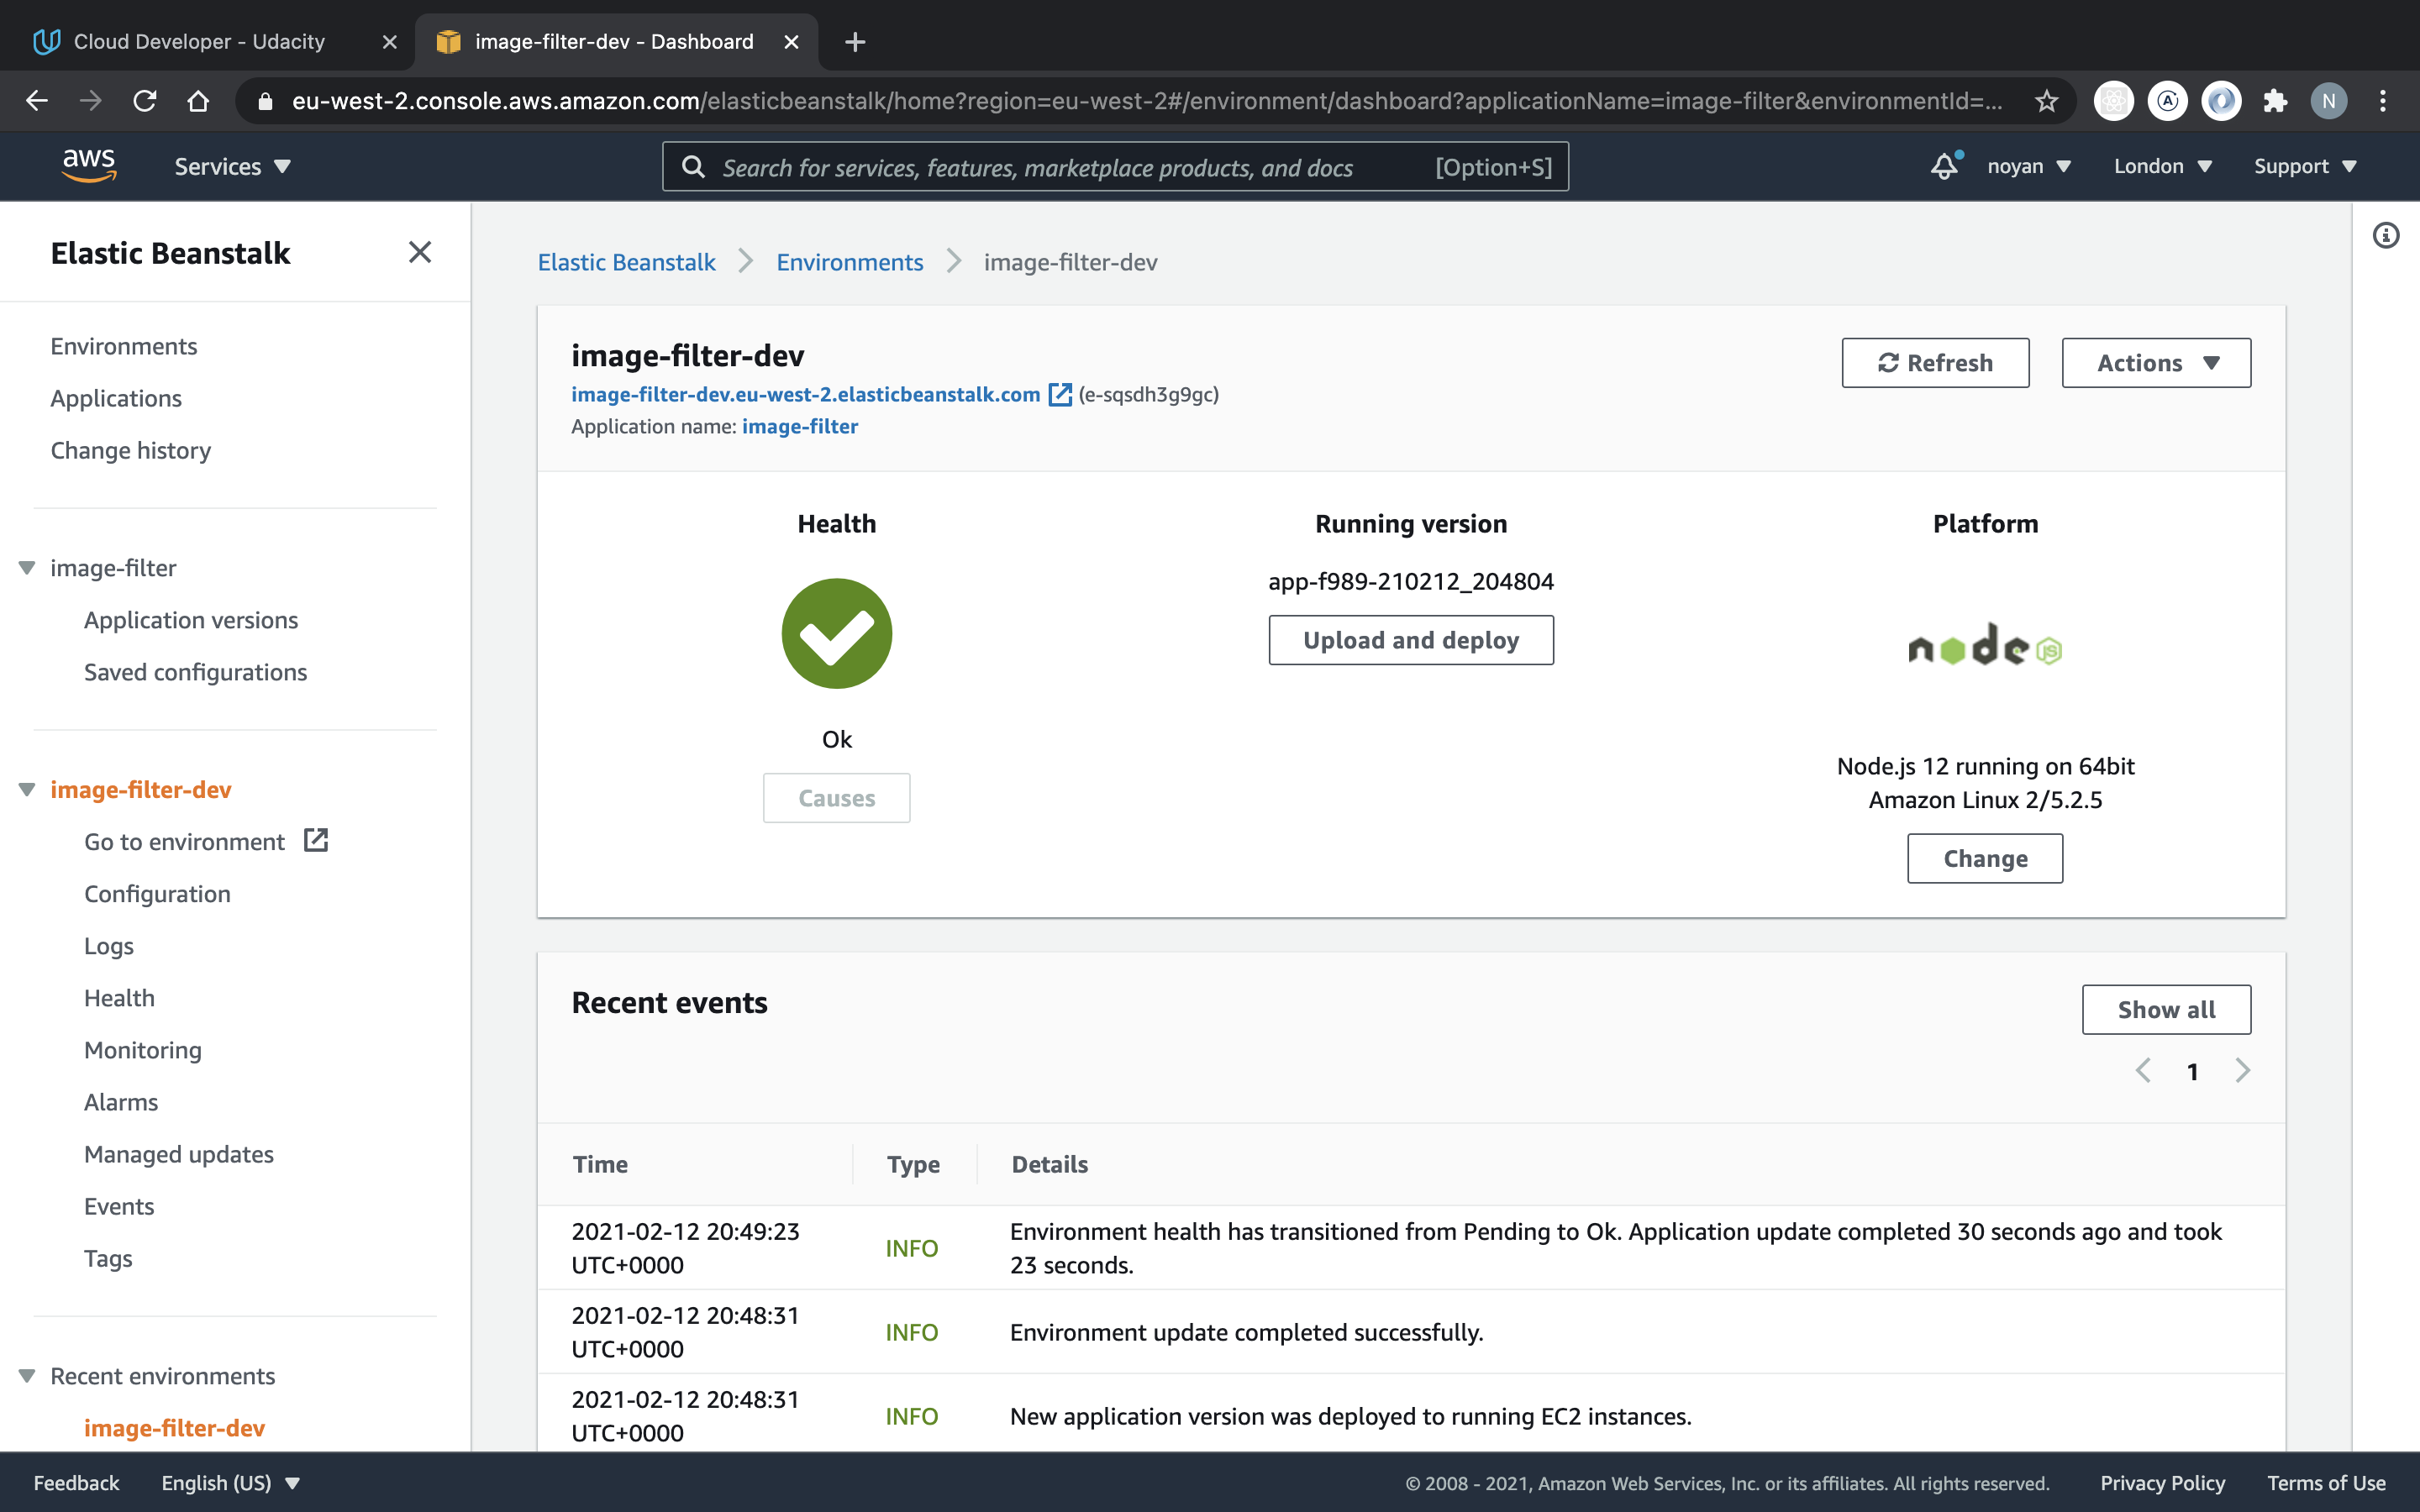 Cloud Developer - Udacity
image-filter-dev - Dashboard
eu-west-2.console.aws.amazon.com/elasticbeanstalk/home?region=eu-west-2#/environment/dashboard?applicationName=image-filter&environmentId=...
N
aws
Services
Search for services, features, marketplace products, and docs
[Option+S]
noyan
London
Support
Elastic Beanstalk
Environments
Applications
Change history
image-filter
Application versions
Saved configurations
image-filter-dev
Go to environment
Configuration
Logs
Health
Monitoring
Alarms
Managed updates
Events
Tags
Recent environments
image-filter-dev
Elastic Beanstalk
Environments
image-filter-dev
image-filter-dev
image-filter-dev.eu-west-2.elasticbeanstalk.com (e-sqsdh3g9gc)
Application name: image-filter
Refresh
Actions
Health
Ok
Causes
Running version
app-f989-210212_204804
Upload and deploy
Platform
node JS
Node.js 12 running on 64bit
Amazon Linux 2/5.2.5
Change
Recent events
Show all
1
Time Type Details
2021-02-12 20:49:23 UTC+0000 INFO Environment health has transitioned from Pending to Ok. Application update completed 30 seconds ago and took 23 seconds.
2021-02-12 20:48:31 UTC+0000 INFO Environment update completed successfully.
2021-02-12 20:48:31 UTC+0000 INFO New application version was deployed to running EC2 instances.
Feedback
English (US)
© 2008 - 2021, Amazon Web Services, Inc. or its affiliates. All rights reserved.
Privacy Policy
Terms of Use